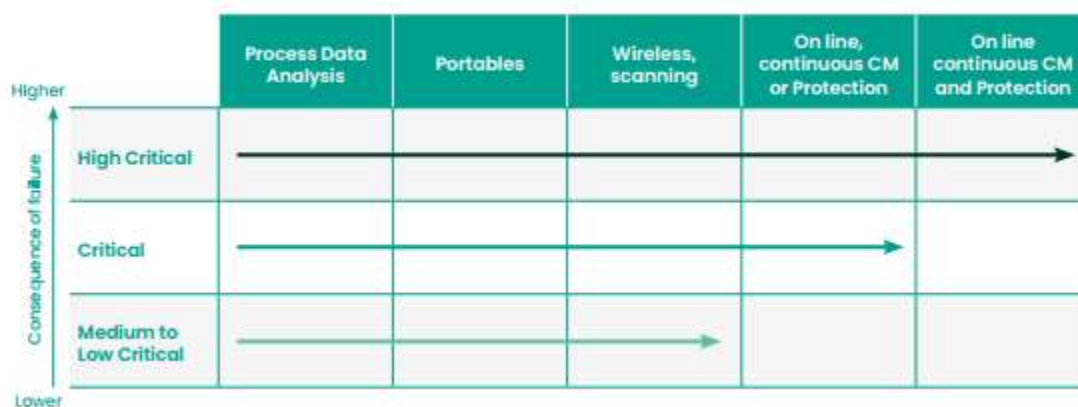 Process Data
Analysis
Portables
Wireless,
scanning
On line,
continuous CM
or Protection
On line
continuous CM
and Protection
Higher
Consequence of failure
High Critical
Critical
Medium to
Low Critical
Lower